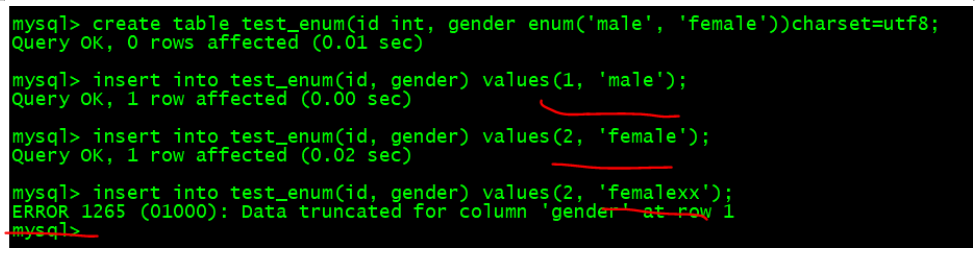 mysql> create table test_enum(id int, gender enum('male', 'female'))charset=utf8;
Query OK, 0 rows affected (0.01 sec)
mysql> insert into test_enum(id, gender) values(1, 'male');
Query OK, 1 row affected (0.00 sec)
mysql> insert into test_enum(id, gender) values(2, 'female');
Query OK, 1 row affected (0.02 sec)
mysql> insert into test_enum(id, gender) values(2, 'femalexx');
ERROR 1265 (01000): Data truncated for column 'gender' at row 1
mysql>